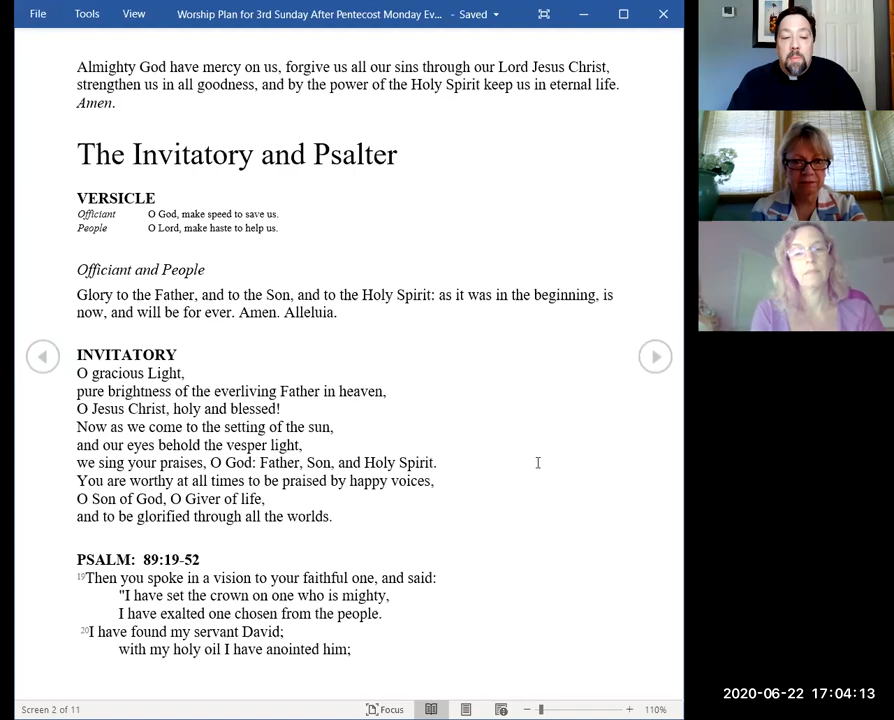 File Tools View Worship Plan for 3rd Sunday After Pentecost Monday Ev... - Saved
Almighty God have mercy on us, forgive us all our sins through our Lord Jesus Christ,
strengthen us in all goodness, and by the power of the Holy Spirit keep us in eternal life.
Amen.
The Invitatory and Psalter
VERSICLE
Officiant O God, make speed to save us.
People O Lord, make haste to help us.
Officiant and People
Glory to the Father, and to the Son, and to the Holy Spirit: as it was in the beginning, is
now, and will be for ever. Amen. Alleluia.
INVITATORY
O gracious Light,
pure brightness of the everliving Father in heaven,
O Jesus Christ, holy and blessed!
Now as we come to the setting of the sun,
and our eyes behold the vesper light,
we sing your praises, O God: Father, Son, and Holy Spirit.
You are worthy at all times to be praised by happy voices,
O Son of God, O Giver of life,
and to be glorified through all the worlds.
PSALM: 89:19-52
19Then you spoke in a vision to your faithful one, and said:
"I have set the crown on one who is mighty,
I have exalted one chosen from the people.
20I have found my servant David;
with my holy oil I have anointed him;
Screen 2 of 11 Focus 110%
2020-06-22 17:04:13